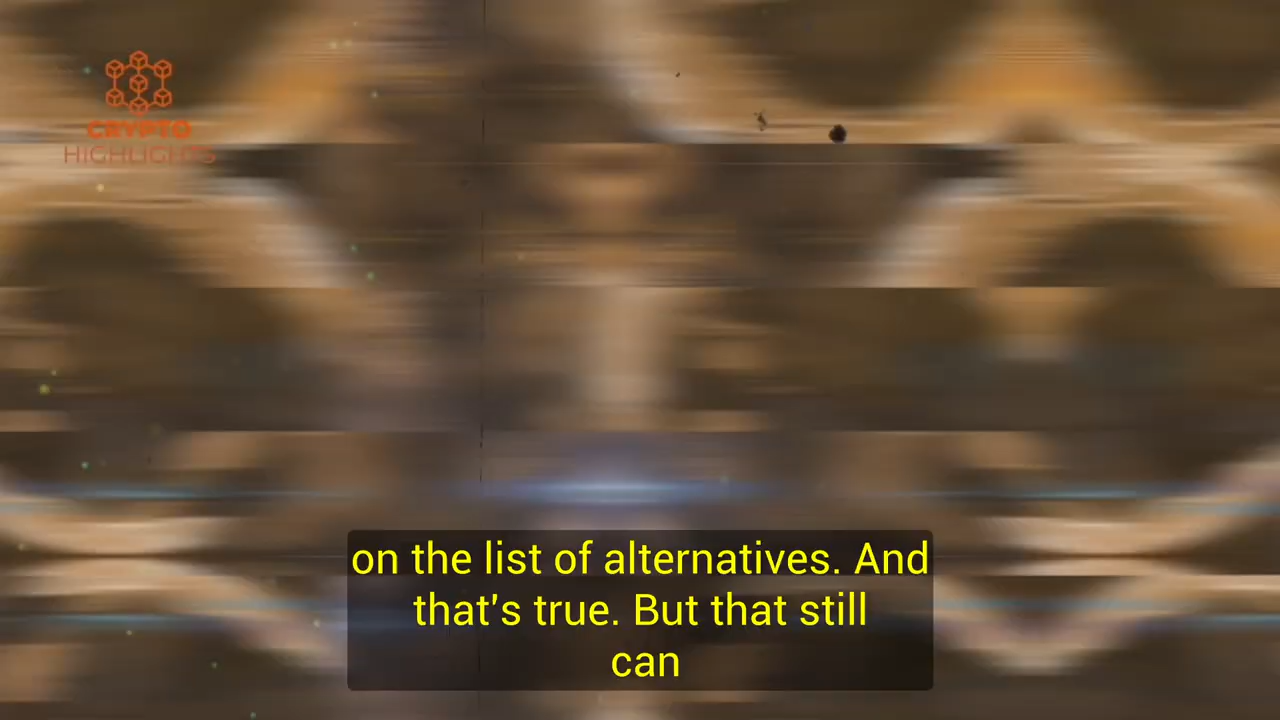 CRYPTO
HIGHLIGHTS
on the list of alternatives. And
that's true. But that still
can